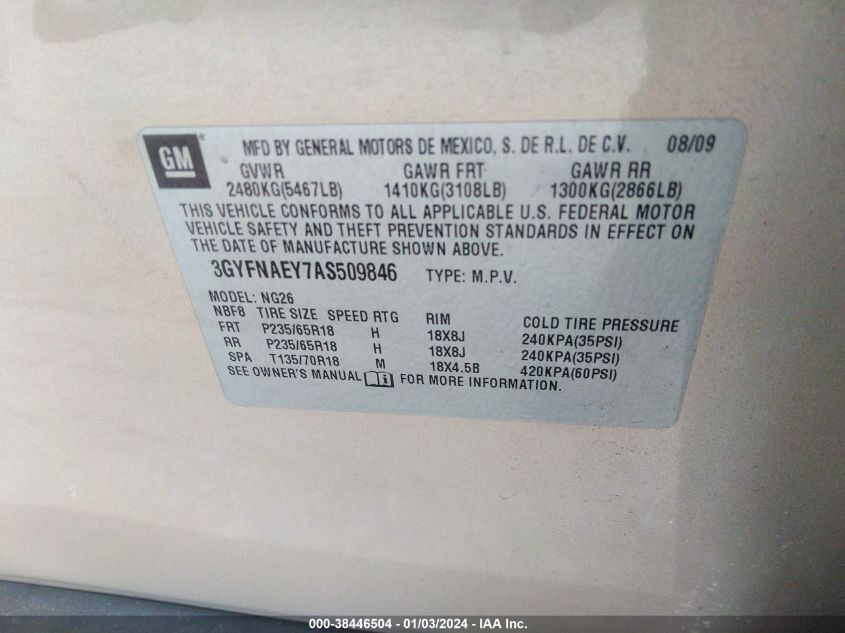 GM® MFD BY GENERAL MOTORS DE MEXICO, S. DE R.L. DE C.V. 08/09
GVWR GAWR FRT GAWR RR
2480KG(5467LB) 1410KG(3108LB) 1300KG(2866LB)
THIS VEHICLE CONFORMS TO ALL APPLICABLE U.S. FEDERAL MOTOR
VEHICLE SAFETY AND THEFT PREVENTION STANDARDS IN EFFECT ON
THE DATE OF MANUFACTURE SHOWN ABOVE.
3GYFNAEY7AS509846 TYPE: M.P.V.
MODEL: NG26
NBF8 TIRE SIZE SPEED RTG RIM COLD TIRE PRESSURE
FRT P235/65R18 H 18X8J 240KPA(35PSI)
RR P235/65R18 H 18X8J 240KPA(35PSI)
SPA T135/70R18 M 18X4.5B 420KPA(60PSI)
SEE OWNER'S MANUAL FOR MORE INFORMATION.
000-38446504 - 01/03/2024 - IAA Inc.